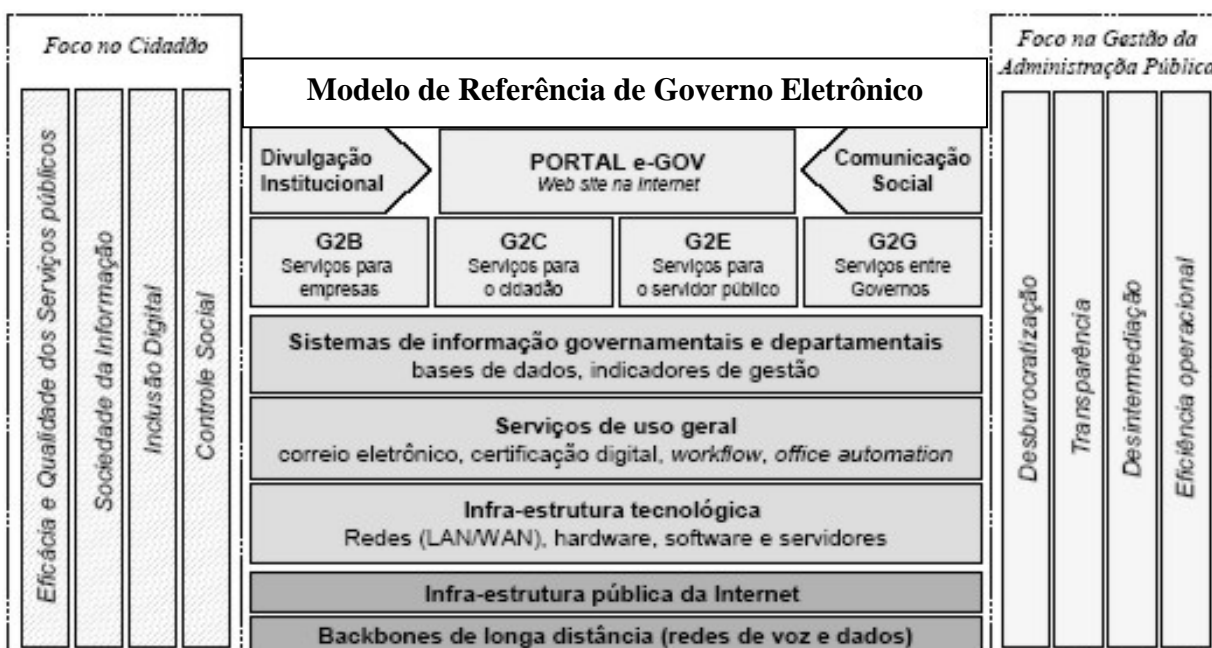 Foco no Cidadão
Eficácia e Qualidade dos Serviços públicos
Sociedade da Informação
Inclusão Digital
Controle Social
Modelo de Referência de Governo Eletrônico
Divulgação
Institucional
PORTAL e-GOV
Web site na Internet
Comunicação
Social
G2B
Serviços para
empresas
G2C
Serviços para
o cidadão
G2E
Serviços para
o servidor público
G2G
Serviços entre
Governos
Sistemas de informação governamentais e departamentais
bases de dados, indicadores de gestão
Serviços de uso geral
correio eletrônico, certificação digital, workflow, office automation
Infra-estrutura tecnológica
Redes (LAN/WAN), hardware, software e servidores
Infra-estrutura pública da Internet
Backbones de longa distância (redes de voz e dados)
Foco na Gestão da
Administraçõa Pública
Desburocratização
Transparência
Desintermediação
Eficiência operacional